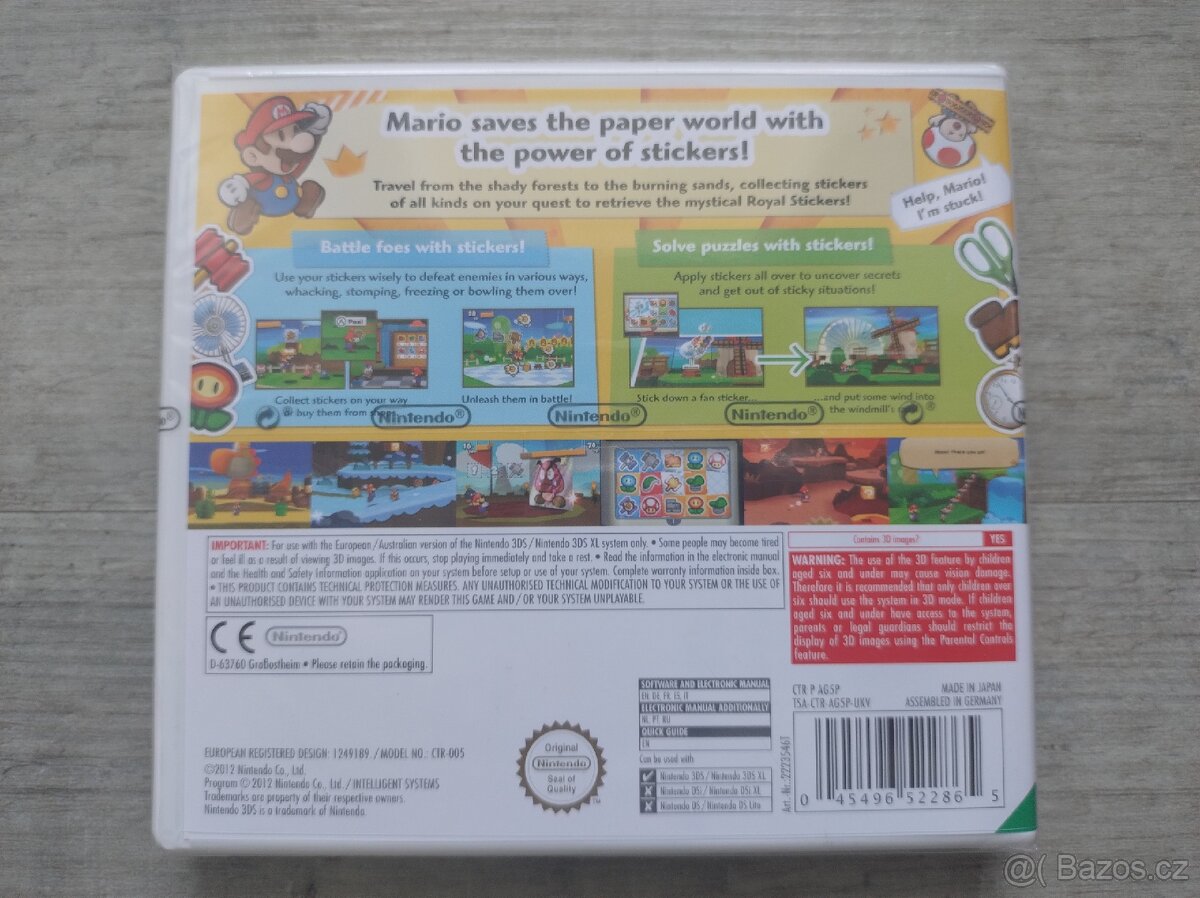 Mario saves the paper world with
the power of stickers!
Travel from the shady forests to the burning sands, collecting stickers
of all kinds on your quest to retrieve the mystical Royal Stickers!
Help, Mario!
I'm stuck!
Battle foes with stickers!
Use your stickers wisely to defeat enemies in various ways,
whacking, stomping, freezing or bowling them over!
Collect stickers on your way
or buy them from
Unleash them in battle!
Solve puzzles with stickers!
Apply stickers all over to uncover secrets
and get out of sticky situations!
Stick down a fan sticker...
...and put some wind into
the windmill's
Nintendo®
Nintendo®
Nintendo®
IMPORTANT: For use with the European/Australian version of the Nintendo 3DS/Nintendo 3DS XL system only. • Some people may become tired
or feel ill as a result of viewing 3D images. If this occurs, stop playing immediately and take a rest. • Read the information in the electronic manual
and the Health and Safety Information application on your system before setup or use of your system. Complete warranty information inside box.
• THIS PRODUCT CONTAINS TECHNICAL PROTECTION MEASURES. ANY UNAUTHORISED TECHNICAL MODIFICATION TO YOUR SYSTEM OR THE USE OF
AN UNAUTHORISED DEVICE WITH YOUR SYSTEM MAY RENDER THIS GAME AND/OR YOUR SYSTEM UNPLAYABLE.
Contains 3D images? YES
WARNING: The use of the 3D feature by children
aged six and under may cause vision damage.
Therefore it is recommended that only children over
six should use the system in 3D mode. If children
aged six and under have access to the system,
parents or legal guardians should restrict the
display of 3D images using the Parental Controls
feature.
CE Nintendo®
D-63760 Großostheim • Please retain the packaging.
SOFTWARE AND ELECTRONIC MANUAL
EN, DE, FR, ES, IT
ELECTRONIC MANUAL ADDITIONALLY
NL, PT, RU
QUICK GUIDE
EN
Can be used with
Nintendo 3DS/Nintendo 3DS XL
Nintendo DSi/Nintendo DSi XL
Nintendo DS/Nintendo DS Lite
CTR P AG5P
TSA-CTR-AG5P-UKV
MADE IN JAPAN
ASSEMBLED IN GERMANY
Art.-Nr.: 2223546T
0 45496 52286 5
EUROPEAN REGISTERED DESIGN: 1249189 /MODEL NO.: CTR-005
©2012 Nintendo Co., Ltd.
Program ©2012 Nintendo Co., Ltd./INTELLIGENT SYSTEMS
Trademarks are property of their respective owners.
Nintendo 3DS is a trademark of Nintendo.
Original
Nintendo
Seal of
Quality
TM
@( Bazos.cz